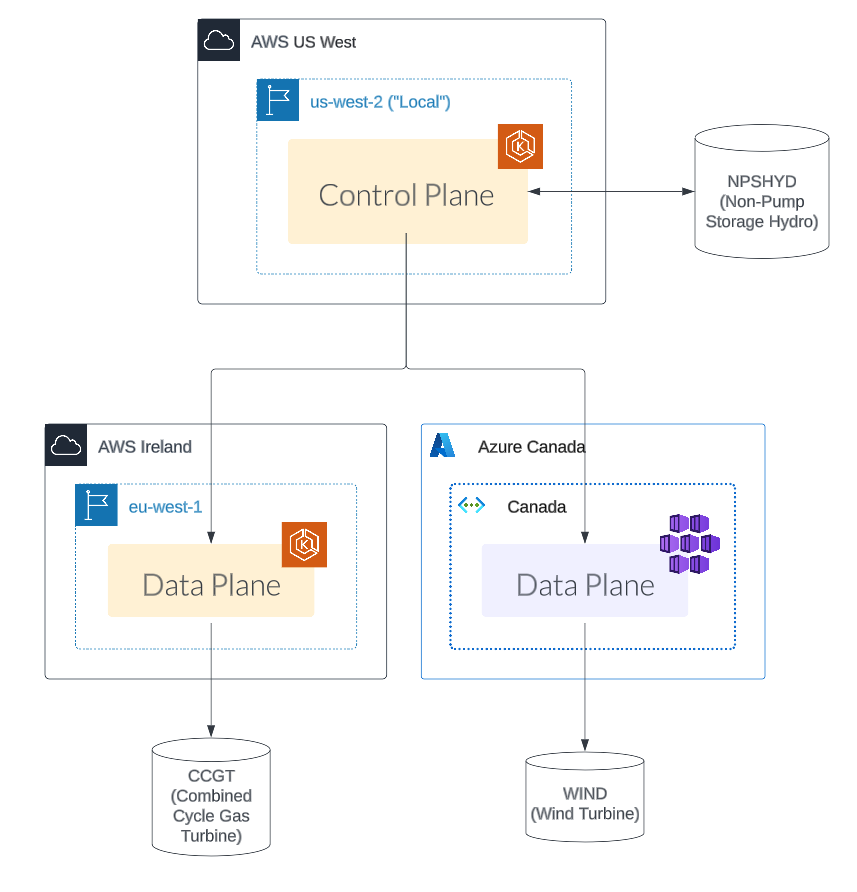 AWS US West
us-west-2 ("Local")
Control Plane
NPSHYD
(Non-Pump
Storage Hydro)
AWS Ireland
eu-west-1
Data Plane
Azure Canada
Canada
Data Plane
CCGT
(Combined
Cycle Gas
Turbine)
WIND
(Wind Turbine)